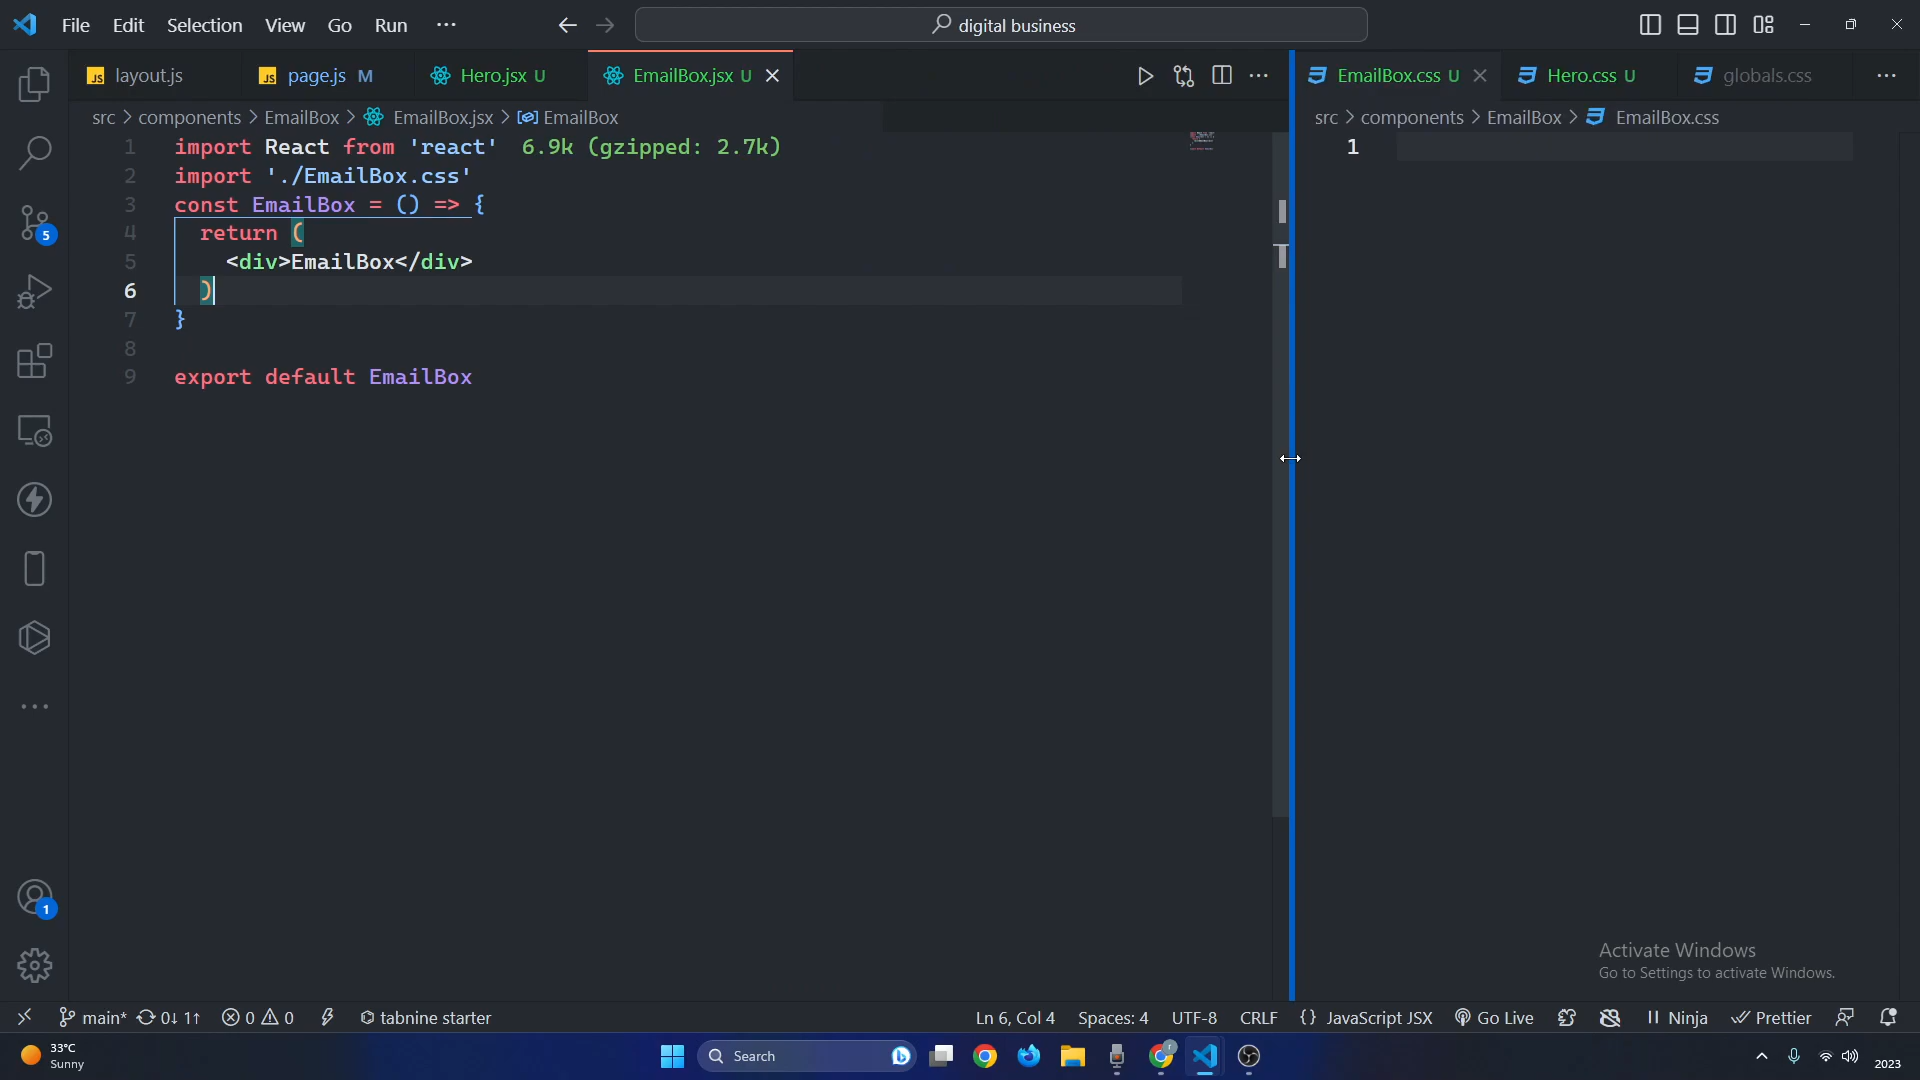 File Edit Selection View Go Run ···
digital business
JS layout.js
JS page.js M
Hero.jsx U
EmailBox.jsx U
EmailBox.css U
Hero.css U
globals.css
src > components > EmailBox > EmailBox.jsx > EmailBox
src > components > EmailBox > EmailBox.css
1 import React from 'react' 6.9k (gzipped: 2.7k)
2 import './EmailBox.css'
3 const EmailBox = () => {
4 return (
5 <div>EmailBox</div>
6 )
7 }
8
9 export default EmailBox
1
5
1
Activate Windows
Go to Settings to activate Windows.
main* 0↓ 1↑ 0 0 tabnine starter
Ln 6, Col 4 Spaces: 4 UTF-8 CRLF {} JavaScript JSX Go Live Ninja Prettier
33°C
Sunny
Search
2023